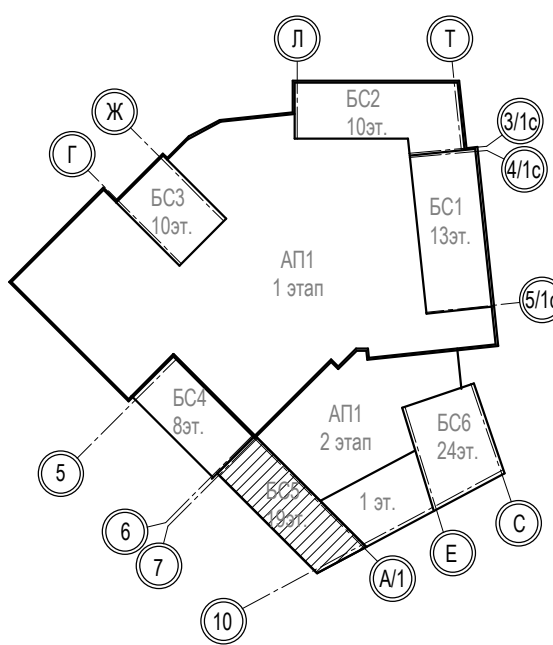 Л
Т
Ж
БС2
10эт.
3/1с
Г
4/1с
БС3
10эт.
БС1
13эт.
АП1
1 этап
5/1с
БС4
8эт.
АП1
2 этап
БС6
24эт.
5
БС5
19эт.
1 эт.
6
7
Е
С
А/1
10